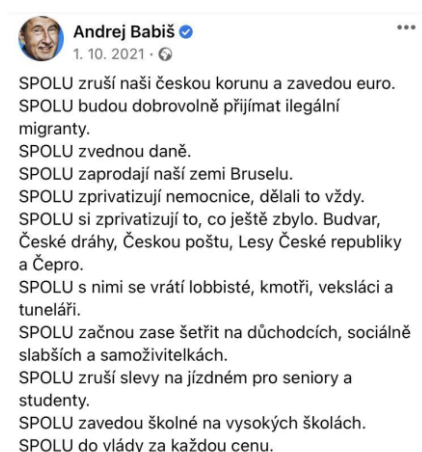 Andrej Babiš
1. 10. 2021 ·
SPOLU zruší naši českou korunu a zavedou euro.
SPOLU budou dobrovolně přijímat ilegální
migranty.
SPOLU zvednou daně.
SPOLU zaprodají naší zemi Bruselu.
SPOLU zprivatizují nemocnice, dělali to vždy.
SPOLU si zprivatizují to, co ještě zbylo. Budvar,
České dráhy, Českou poštu, Lesy České republiky
a Čepro.
SPOLU s nimi se vrátí lobbisté, kmotři, veksláci a
tuneláři.
SPOLU začnou zase šetřit na důchodcích, sociálně
slabších a samoživitelkách.
SPOLU zruší slevy na jízdném pro seniory a
studenty.
SPOLU zavedou školné na vysokých školách.
SPOLU do vlády za každou cenu.